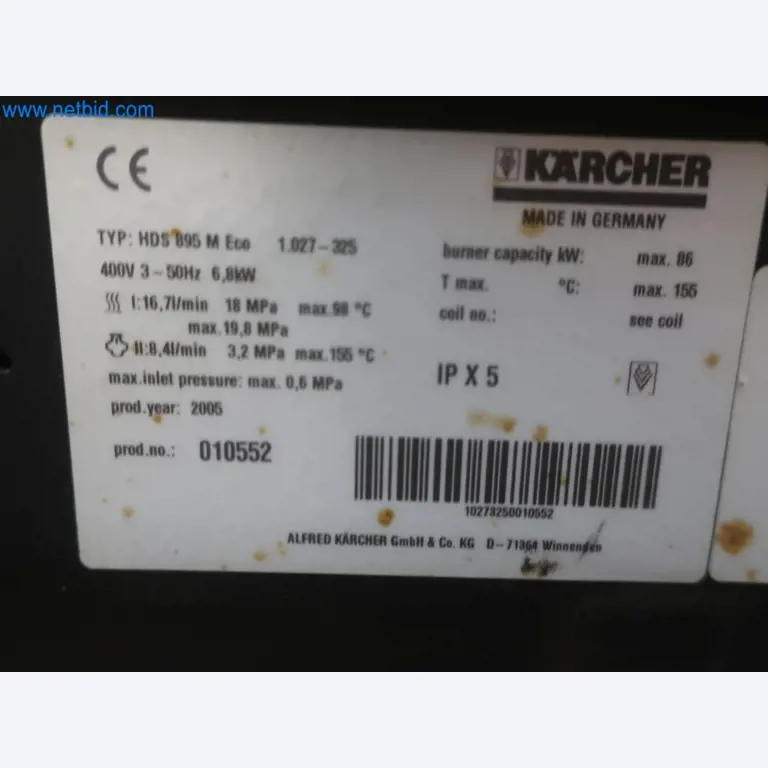 www.netbid.com
CE
KÄRCHER
MADE IN GERMANY
TYP: HDS 895 M Eco 1.027-325
400V 3~50Hz 6,8kW
I:16,7l/min 18 MPa max.98 °C
max.19,8 MPa
II:8,4l/min 3,2 MPa max.155 °C
max.inlet pressure: max. 0,6 MPa
prod.year: 2005
prod.no.: 010552
burner capacity kW: max. 86
T max. °C: max. 155
coil no.: see coil
IP X 5
10273250010552
ALFRED KÄRCHER GmbH & Co. KG D-71364 Winnenden